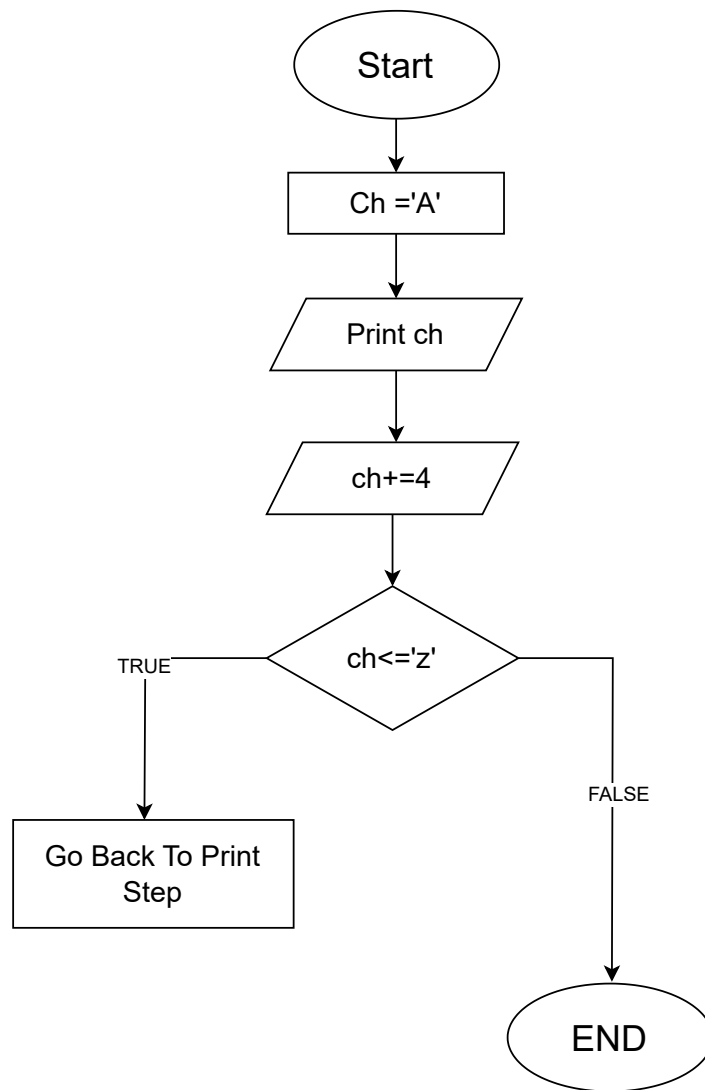 Start
Ch ='A'
Print ch
ch+=4
ch<='z'
TRUE
FALSE
Go Back To Print
Step
END